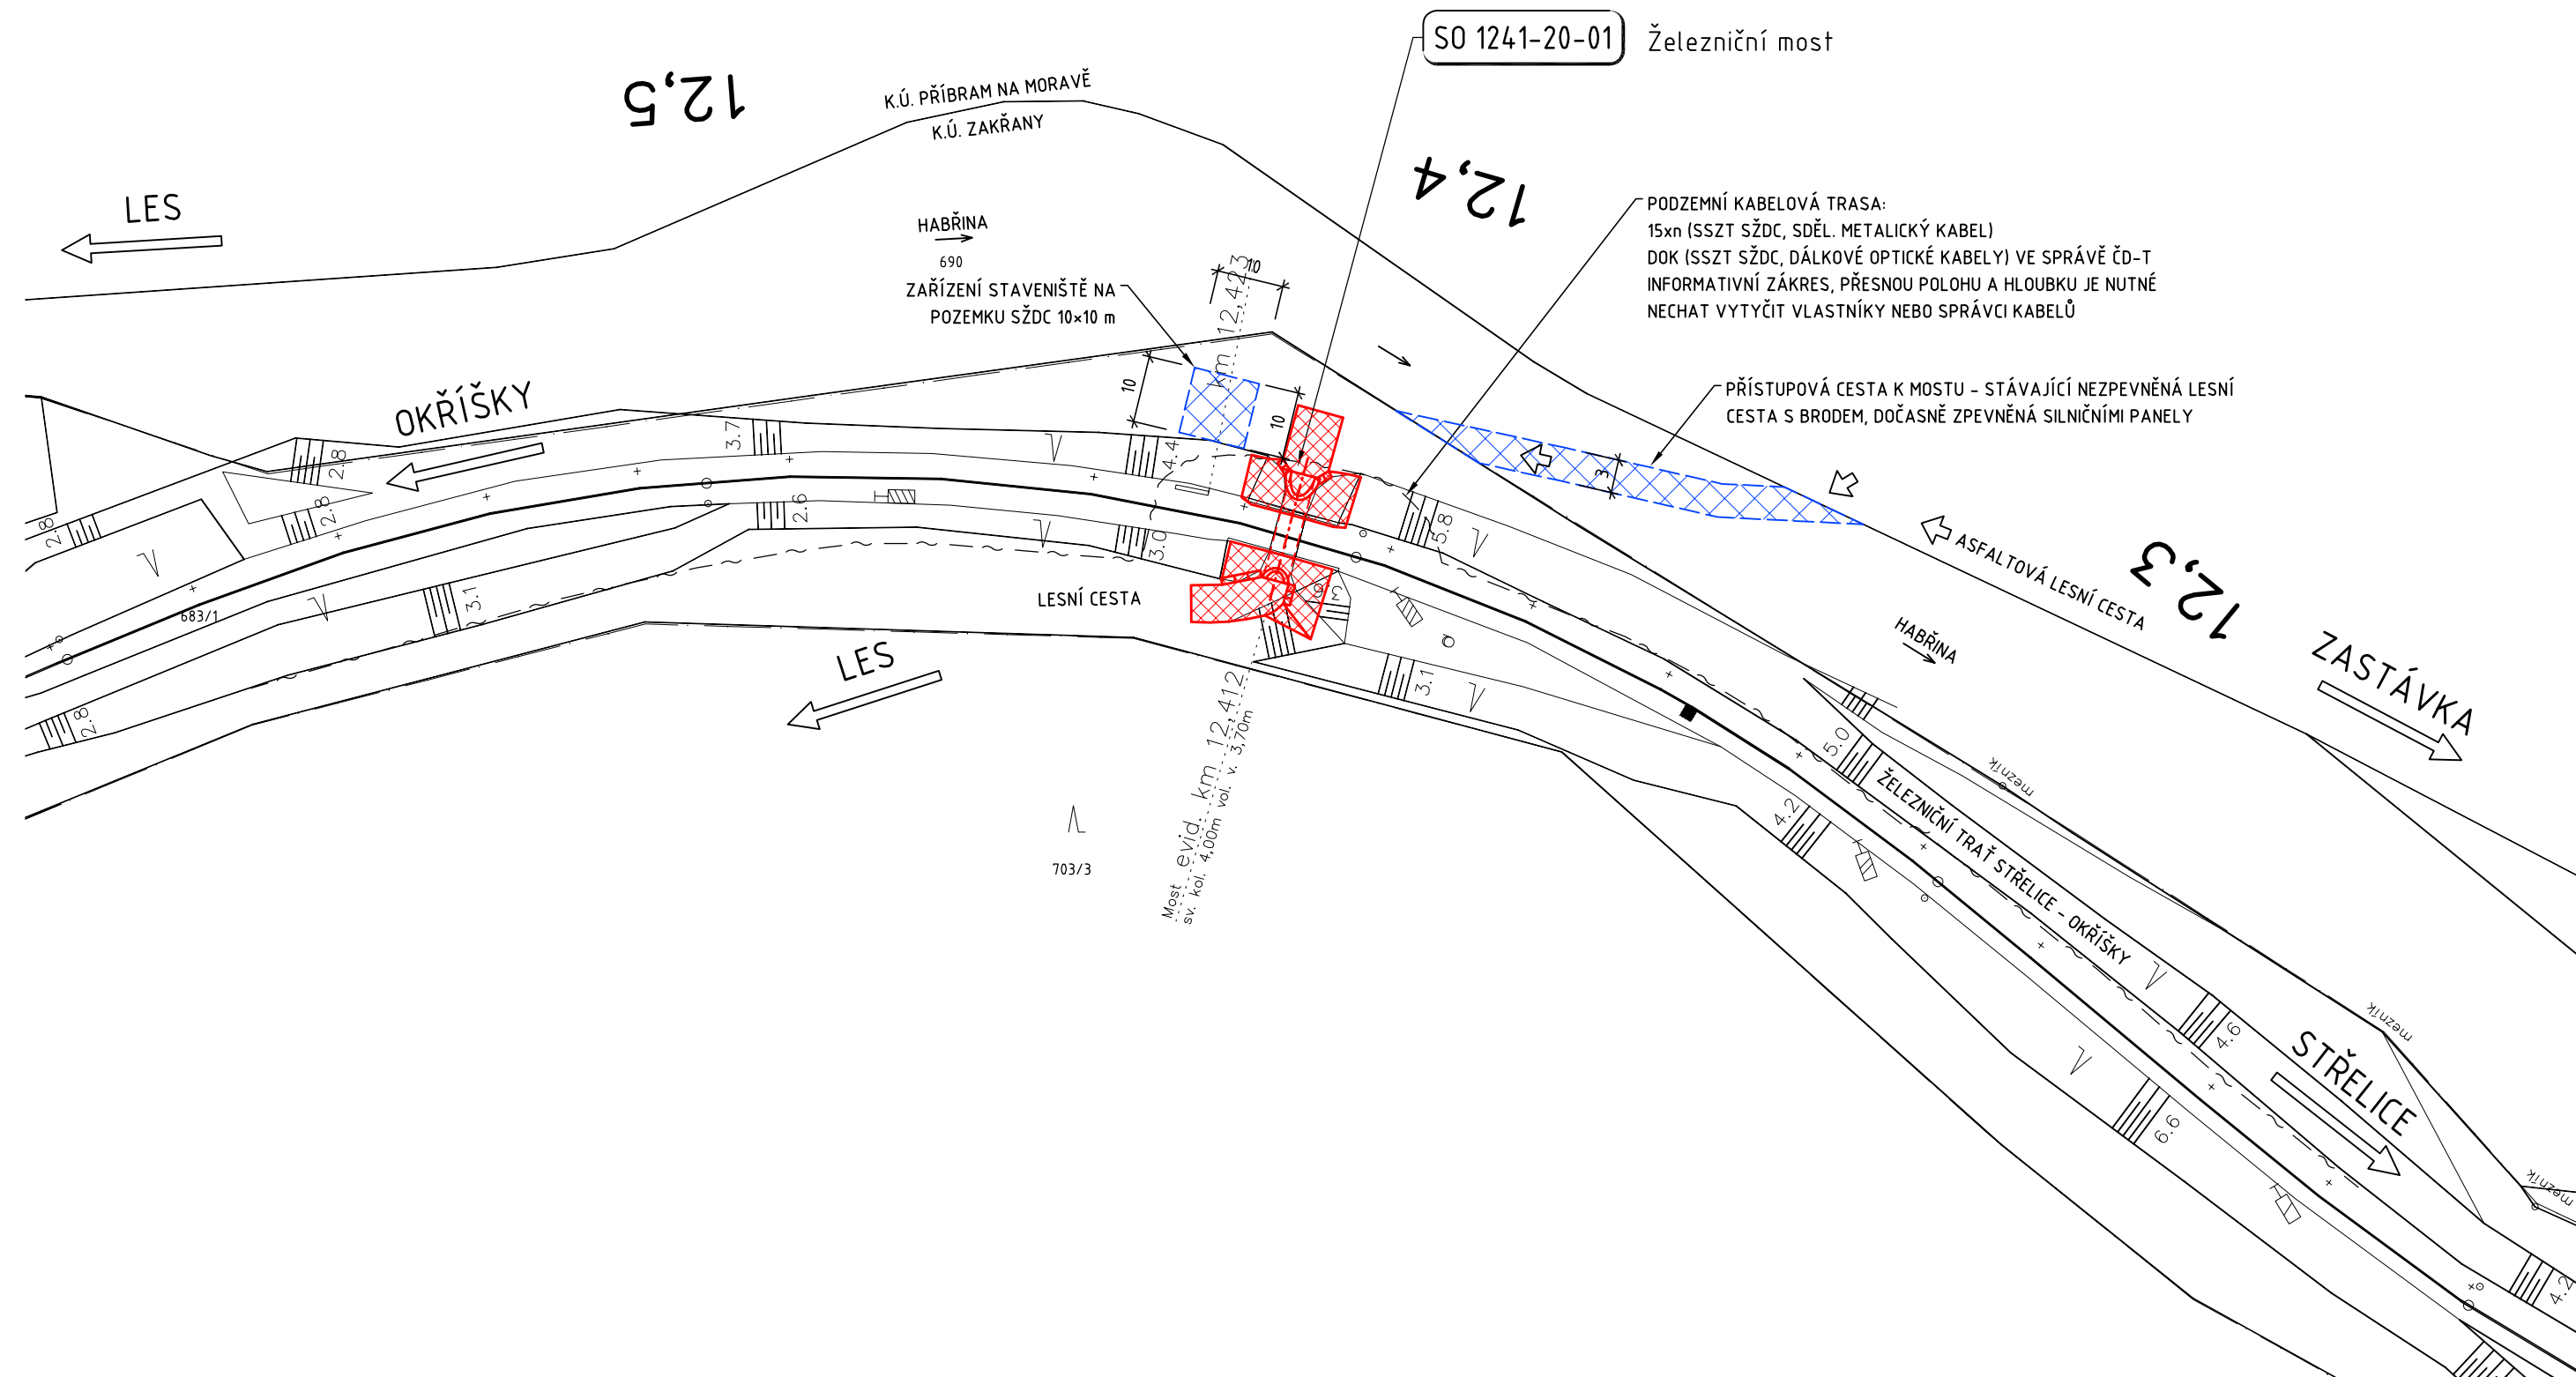 SO 1241-20-01
Železniční most
12,5
K.Ú. PŘÍBRAM NA MORAVĚ
K.Ú. ZAKŘANY
12,4
LES
HABŘINA
690
ZAŘÍZENÍ STAVENIŠTĚ NA
POZEMKU SŽDC 10×10 m
km 12,423
10
10
10
PODZEMNÍ KABELOVÁ TRASA:
15xn (SSZT SŽDC, SDĚL. METALICKÝ KABEL)
DOK (SSZT SŽDC, DÁLKOVÉ OPTICKÉ KABELY) VE SPRÁVĚ ČD-T
INFORMATIVNÍ ZÁKRES, PŘESNOU POLOHU A HLOUBKU JE NUTNÉ
NECHAT VYTYČIT VLASTNÍKY NEBO SPRÁVCI KABELŮ
PŘÍSTUPOVÁ CESTA K MOSTU - STÁVAJÍCÍ NEZPEVNĚNÁ LESNÍ
CESTA S BRODEM, DOČASNĚ ZPEVNĚNÁ SILNIČNÍMI PANELY
3
OKŘÍŠKY
2.8
2.8
2.8
3.7
2.6
4.4
3.0
5.8
3.1
683/1
2.8
LESNÍ CESTA
3.6
3.1
LES
ASFALTOVÁ LESNÍ CESTA
12,3
HABŘINA
ZASTÁVKA
Most evid. km 12,412
sv. kol. 4,00m vol. v. 3,70m
703/3
5.0
4.2
mezník
ŽELEZNIČNÍ TRAŤ STŘELICE - OKŘÍŠKY
mezník
4.6
STŘELICE
6.6
mezník
4.2